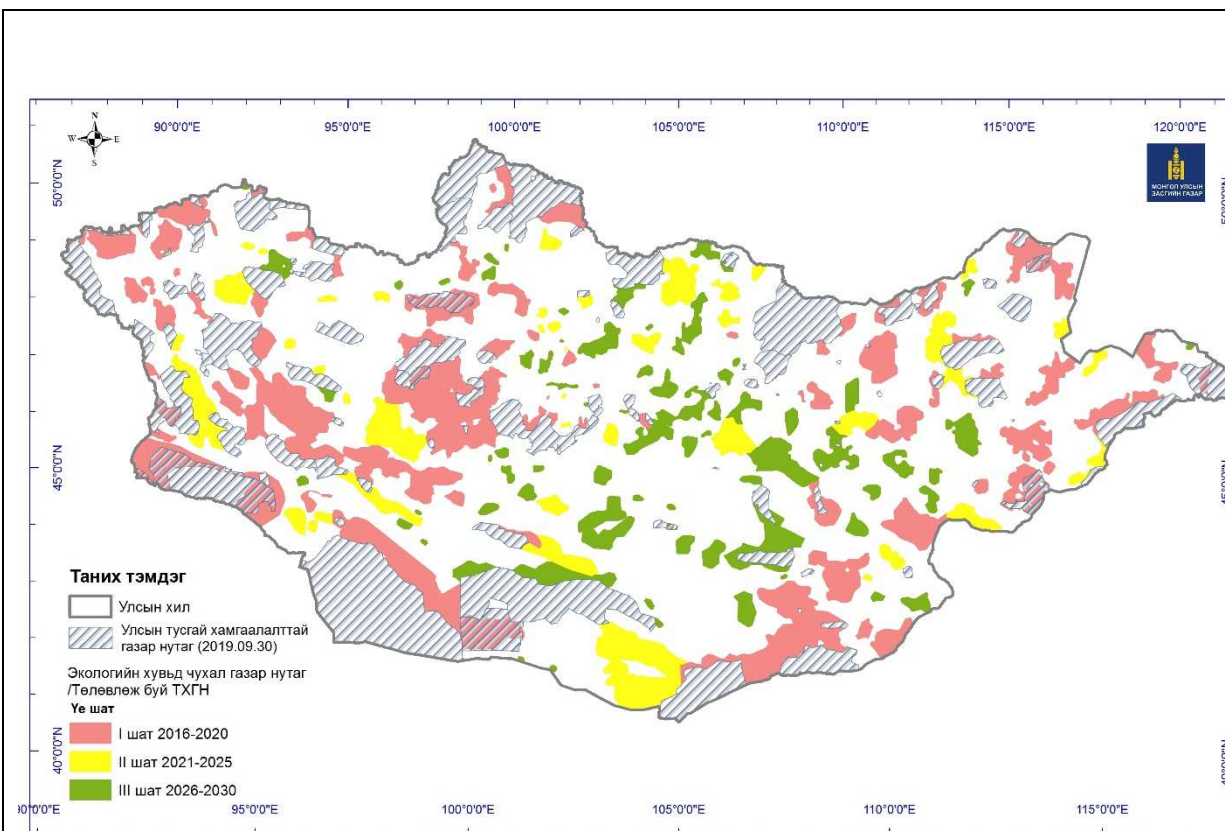 90°0'0"E 95°0'0"E 100°0'0"E 105°0'0"E 110°0'0"E 115°0'0"E 120°0'0"E
N
W E
S
50°0'0"N
МОНГОЛ УЛСЫН
ЗАСГИЙН ГАЗАР
45°0'0"N
Таних тэмдэг
Улсын хил
Улсын тусгай хамгаалалттай
газар нутаг (2019.09.30)
Экологийн хувьд чухал газар нутаг
/Төлөвлөж буй ТХГН
Үе шат
I шат 2016-2020
II шат 2021-2025
III шат 2026-2030
40°0'0"N
95°0'0"E 100°0'0"E 105°0'0"E 110°0'0"E 115°0'0"E